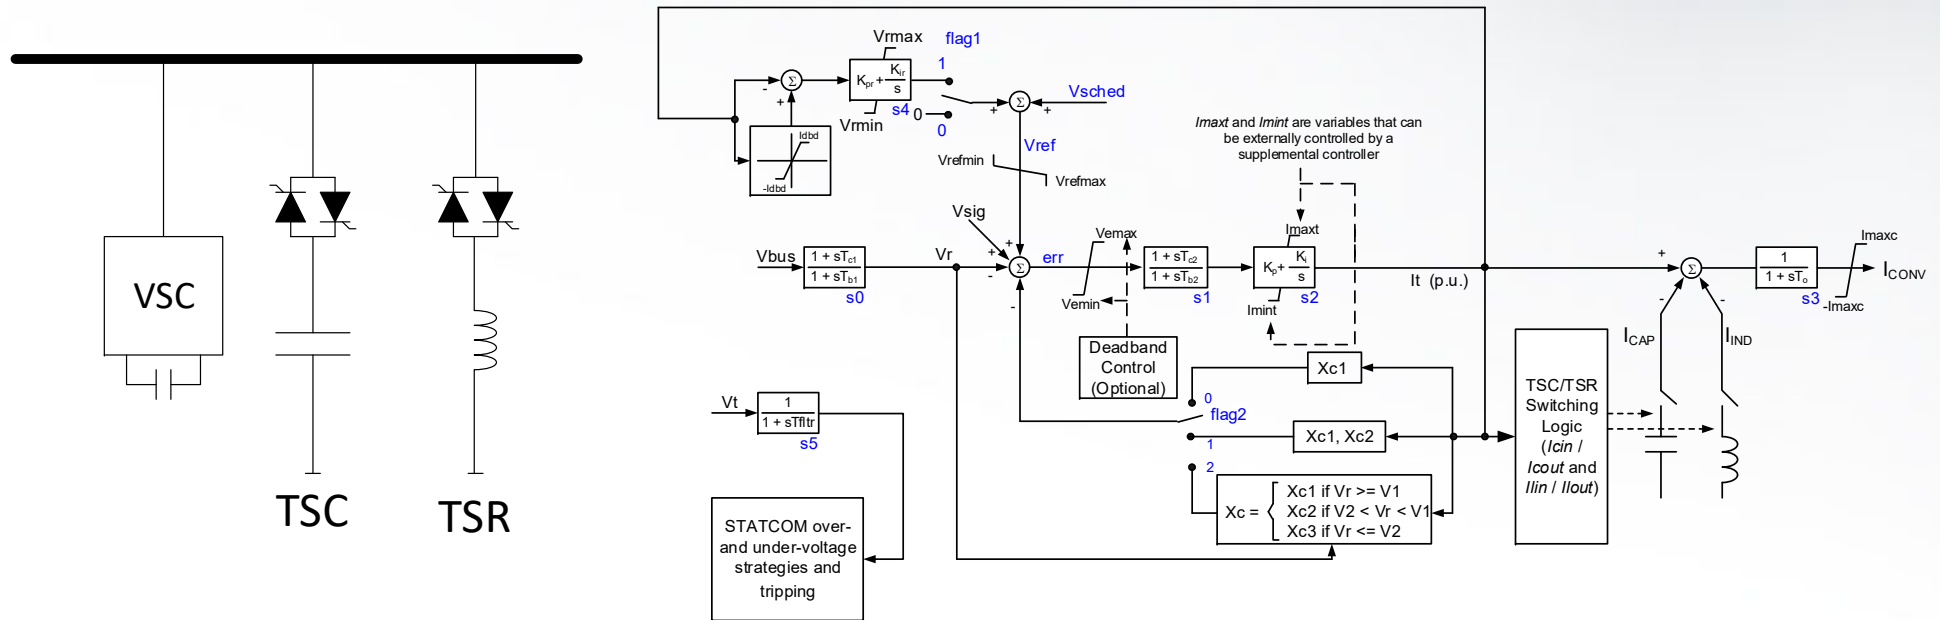 VSC
TSC
TSR
Vrmax
flag1
1
Σ
-
+
Kpr + Kir
s
s4
Vrmin
0
0
Idbd
-Idbd
Σ
+
+
Vsched
Vref
Vrefmin
Vrefmax
Imaxt and Imint are variables that can
be externally controlled by a
supplemental controller
Vsig
Vbus
1 + sTc1
1 + sTb1
s0
Vr
+
+
-
-
Σ
err
Vemax
Vemin
1 + sTc2
1 + sTb2
s1
Imaxt
Kp + Ki
s
s2
Imint
It (p.u.)
+
Σ
-
-
1
1 + sTo
s3
Imaxc
-Imaxc
ICONV
ICAP
IIND
Deadband
Control
(Optional)
Xc1
0
flag2
1
Xc1, Xc2
2
Xc =
Xc1 if Vr >= V1
Xc2 if V2 < Vr < V1
Xc3 if Vr <= V2
TSC/TSR
Switching
Logic
(Icin /
Icout and
Ilin / Ilout)
Vt
1
1 + sTfltr
s5
STATCOM over-
and under-voltage
strategies and
tripping